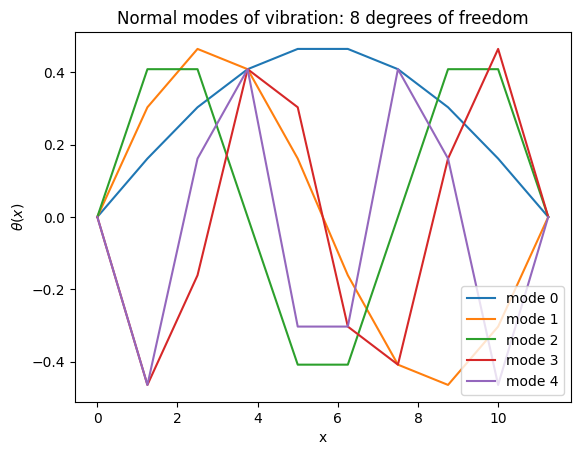 Normal modes of vibration: 8 degrees of freedom
0.4
0.2
0.0
−0.2
−0.4
θ(x)
0 2 4 6 8 10
x
mode 0
mode 1
mode 2
mode 3
mode 4